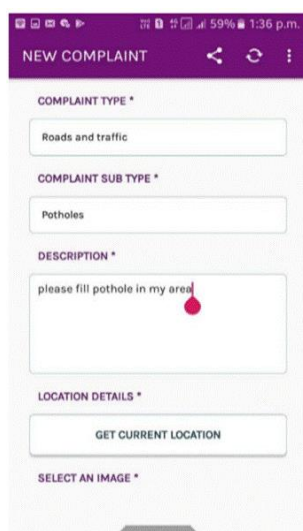 59% 1:36 p.m.
NEW COMPLAINT
COMPLAINT TYPE *
Roads and traffic
COMPLAINT SUB TYPE *
Potholes
DESCRIPTION *
please fill pothole in my area
LOCATION DETAILS *
GET CURRENT LOCATION
SELECT AN IMAGE *